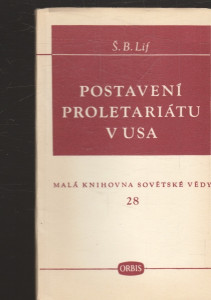 Š. B. Lif
POSTAVENÍ
PROLETARIÁTU
V USA
MALÁ KNIHOVNA SOVĚTSKÉ VĚDY
28
ORBIS